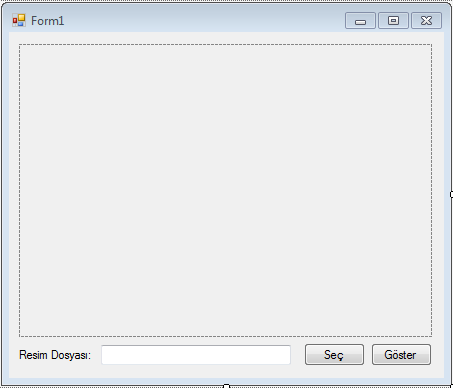 Form1
Resim Dosyası: Seç Göster